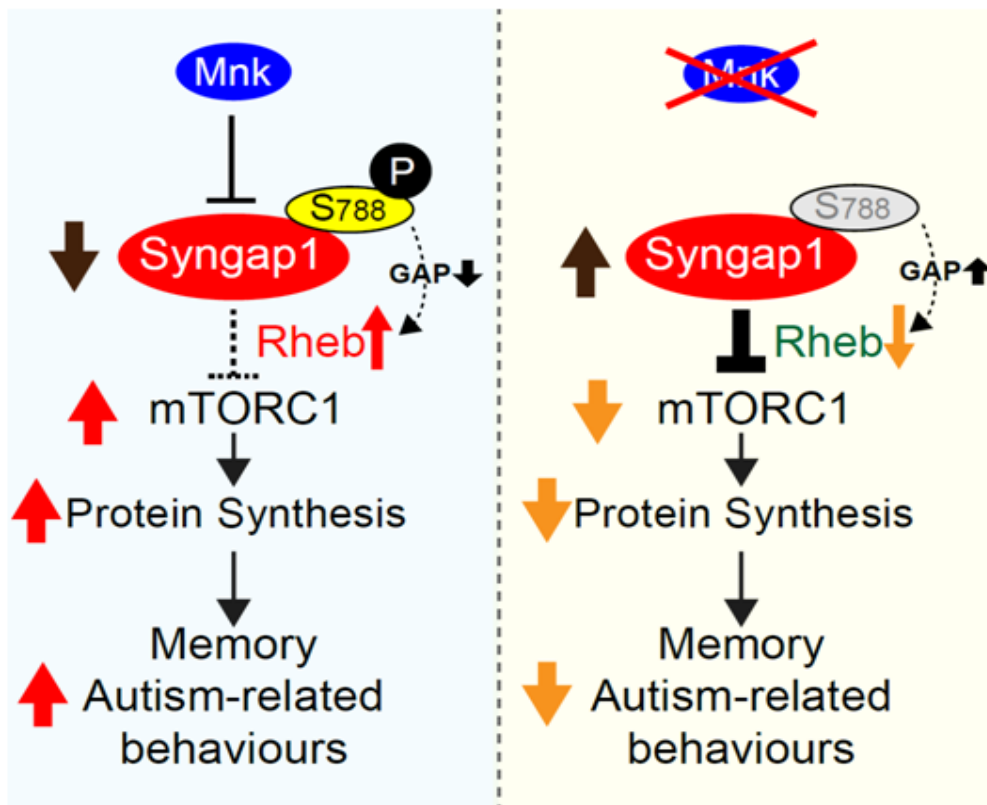 Mnk
P
S788
Syngap1
GAP
Rheb
mTORC1
Protein Synthesis
Memory
Autism-related
behaviours
Mnk
S788
Syngap1
GAP
Rheb
mTORC1
Protein Synthesis
Memory
Autism-related
behaviours